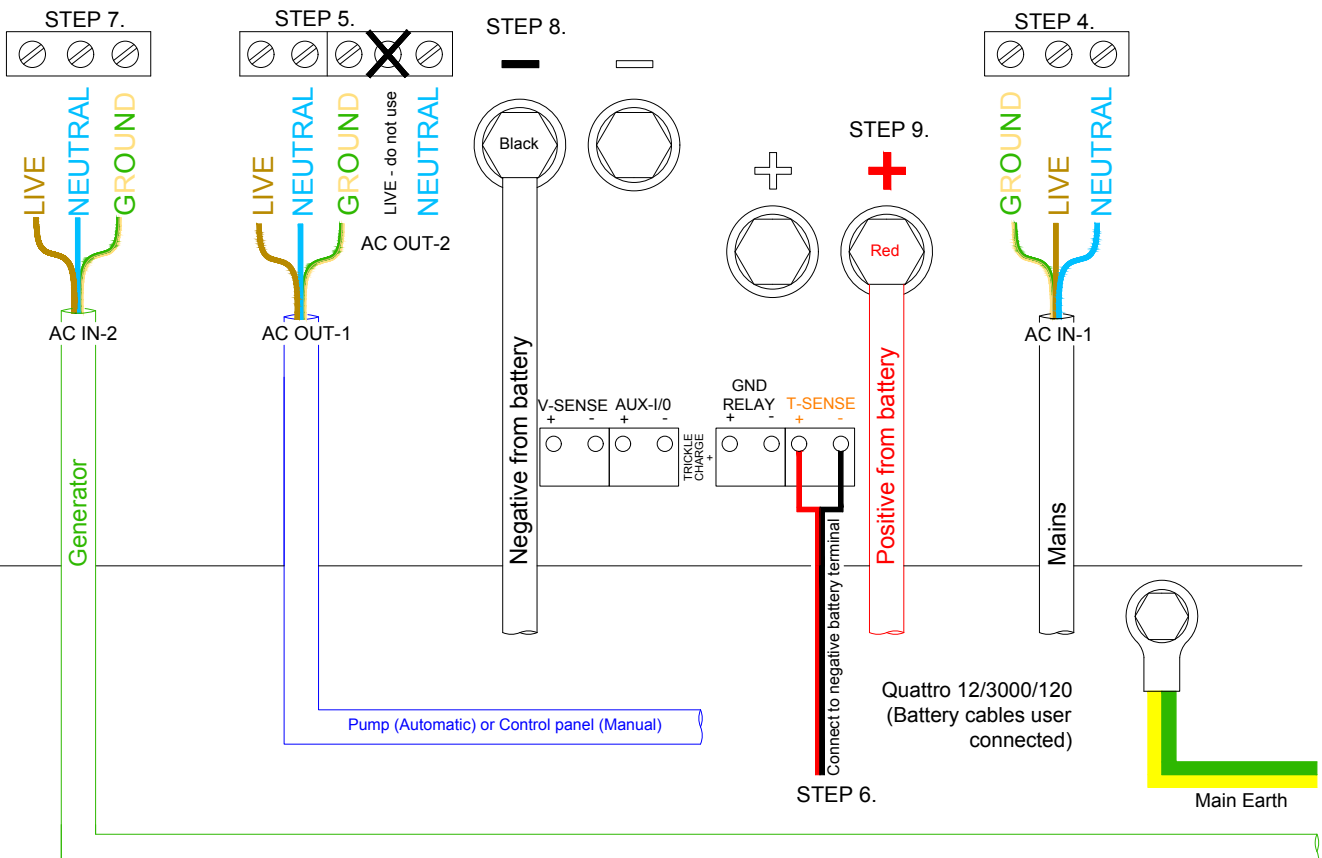 STEP 7.
STEP 5.
STEP 8.
STEP 4.
STEP 9.
LIVE
NEUTRAL
GROUND
AC IN-2
Generator
LIVE
NEUTRAL
GROUND
LIVE - do not use
NEUTRAL
AC OUT-2
AC OUT-1
Pump (Automatic) or Control panel (Manual)
Black
Negative from battery
Red
Positive from battery
V-SENSE
+ -
AUX-I/0
+ -
TRICKLE
CHARGE
+
GND
RELAY
+ -
T-SENSE
+ -
Connect to negative battery terminal
STEP 6.
GROUND
LIVE
NEUTRAL
AC IN-1
Mains
Quattro 12/3000/120
(Battery cables user
connected)
Main Earth